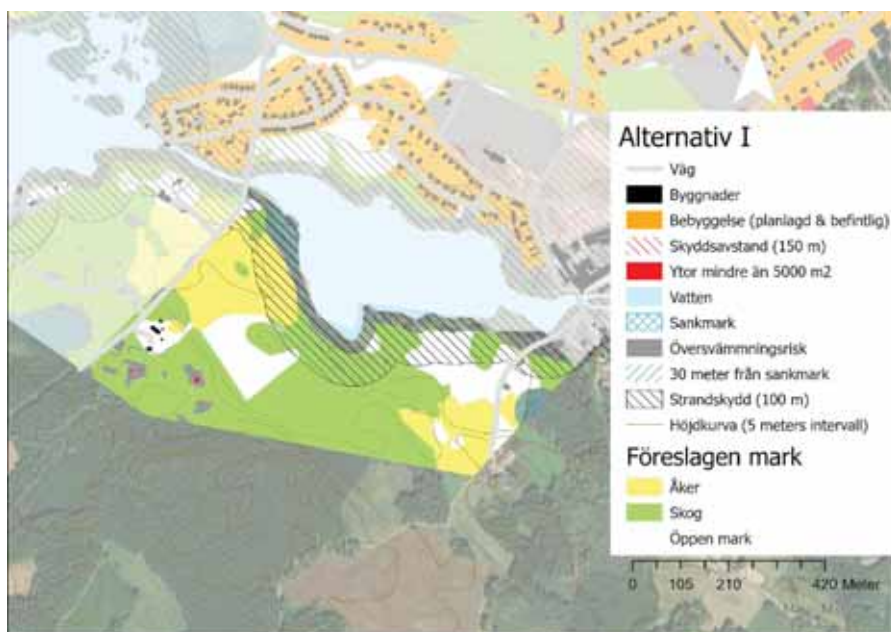 Alternativ I
Väg
Byggnader
Bebyggelse (planlagd & befintlig)
Skyddsavstand (150 m)
Ytor mindre än 5000 m2
Vatten
Sankmark
Översvämmningsrisk
30 meter från sankmark
Strandskydd (100 m)
Höjdkurva (5 meters intervall)
Föreslagen mark
Åker
Skog
Öppen mark
0 105 210 420 Meter